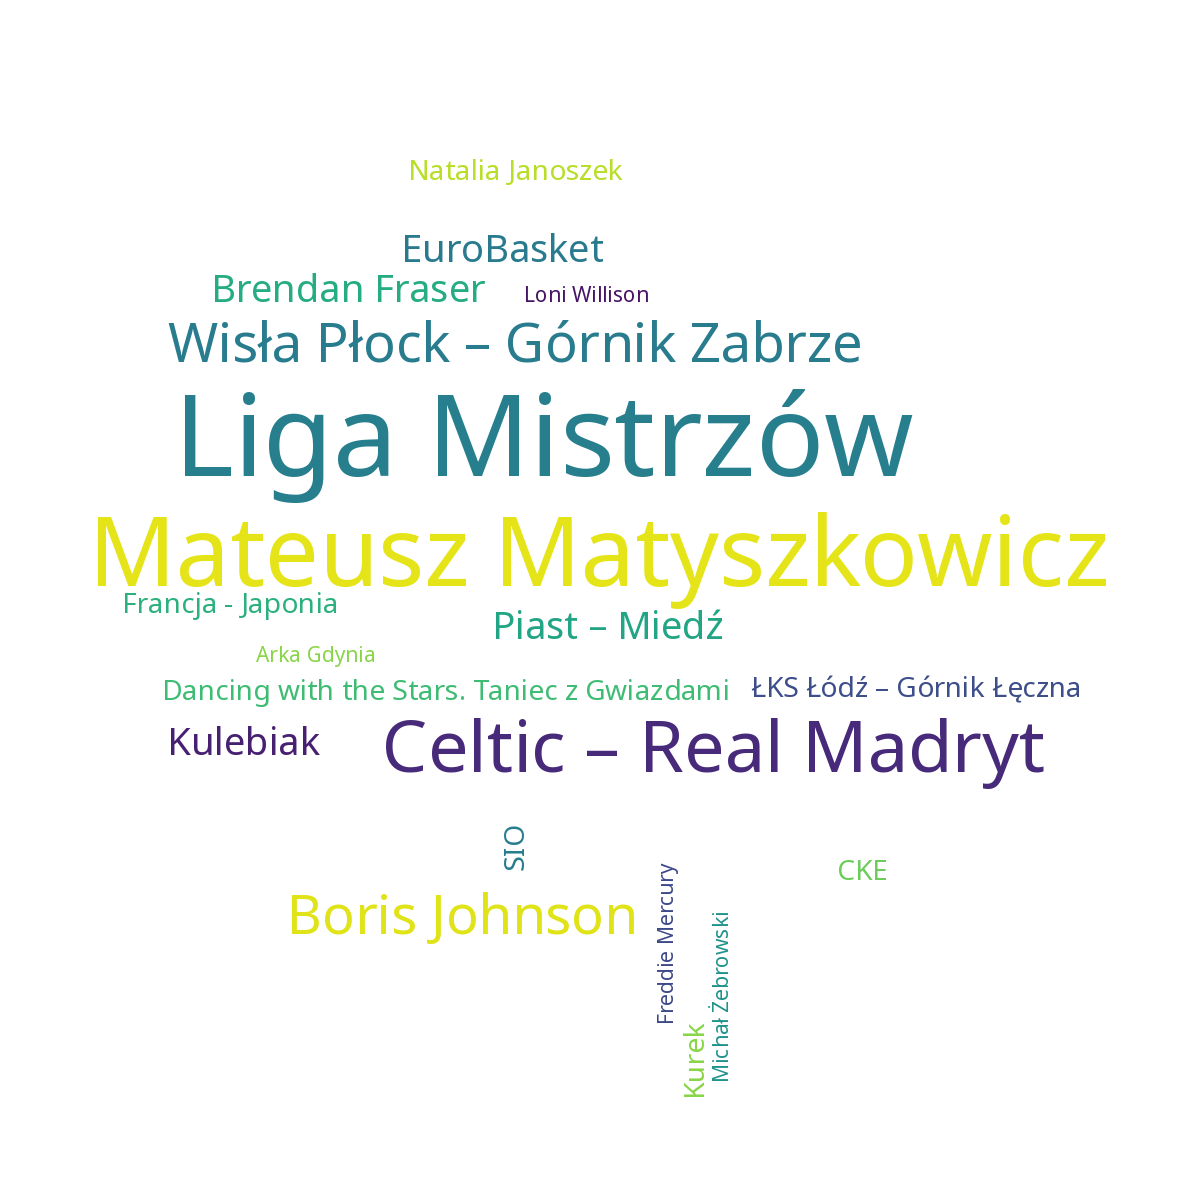 Natalia Janoszek
EuroBasket
Brendan Fraser
Loni Willison
Wisła Płock – Górnik Zabrze
Liga Mistrzów
Mateusz Matyszkowicz
Francja - Japonia
Piast – Miedź
Arka Gdynia
Dancing with the Stars. Taniec z Gwiazdami
ŁKS Łódź – Górnik Łęczna
Kulebiak
Celtic – Real Madryt
SIO
CKE
Boris Johnson
Freddie Mercury
Michał Żebrowski
Kurek